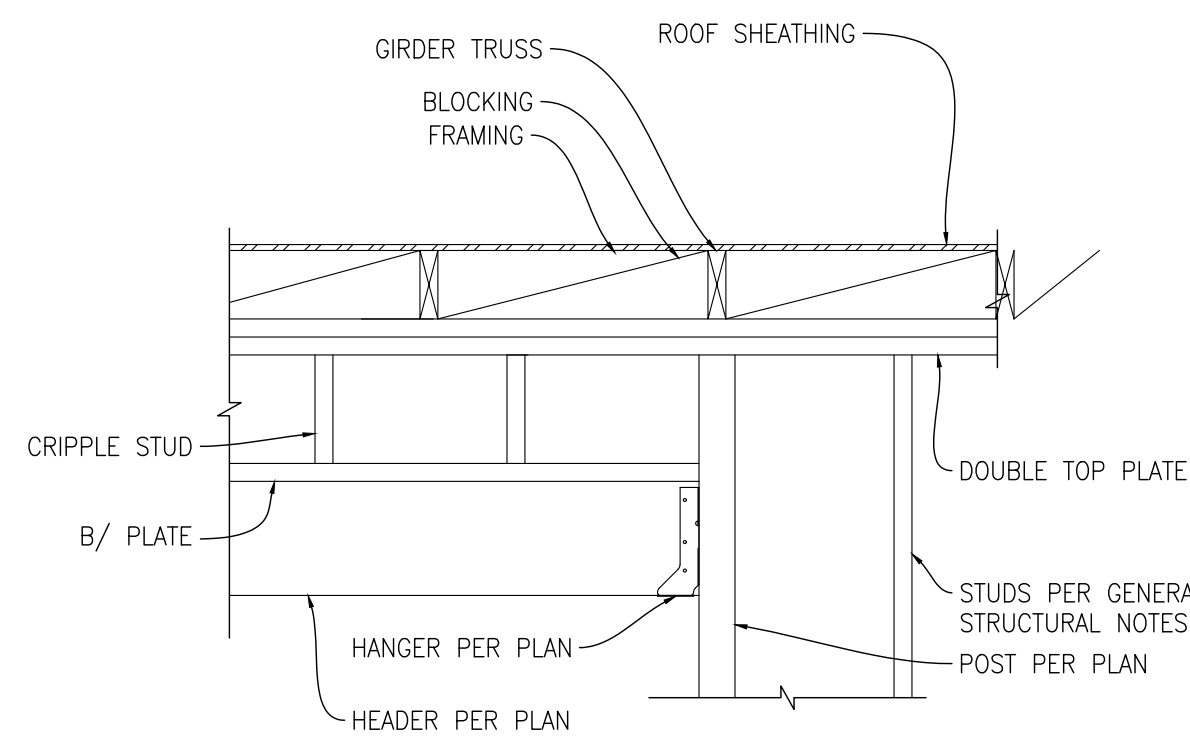 ROOF SHEATHING
GIRDER TRUSS
BLOCKING
FRAMING
CRIPPLE STUD
DOUBLE TOP PLATE
B/ PLATE
STUDS PER GENERA
STRUCTURAL NOTES
HANGER PER PLAN
POST PER PLAN
HEADER PER PLAN